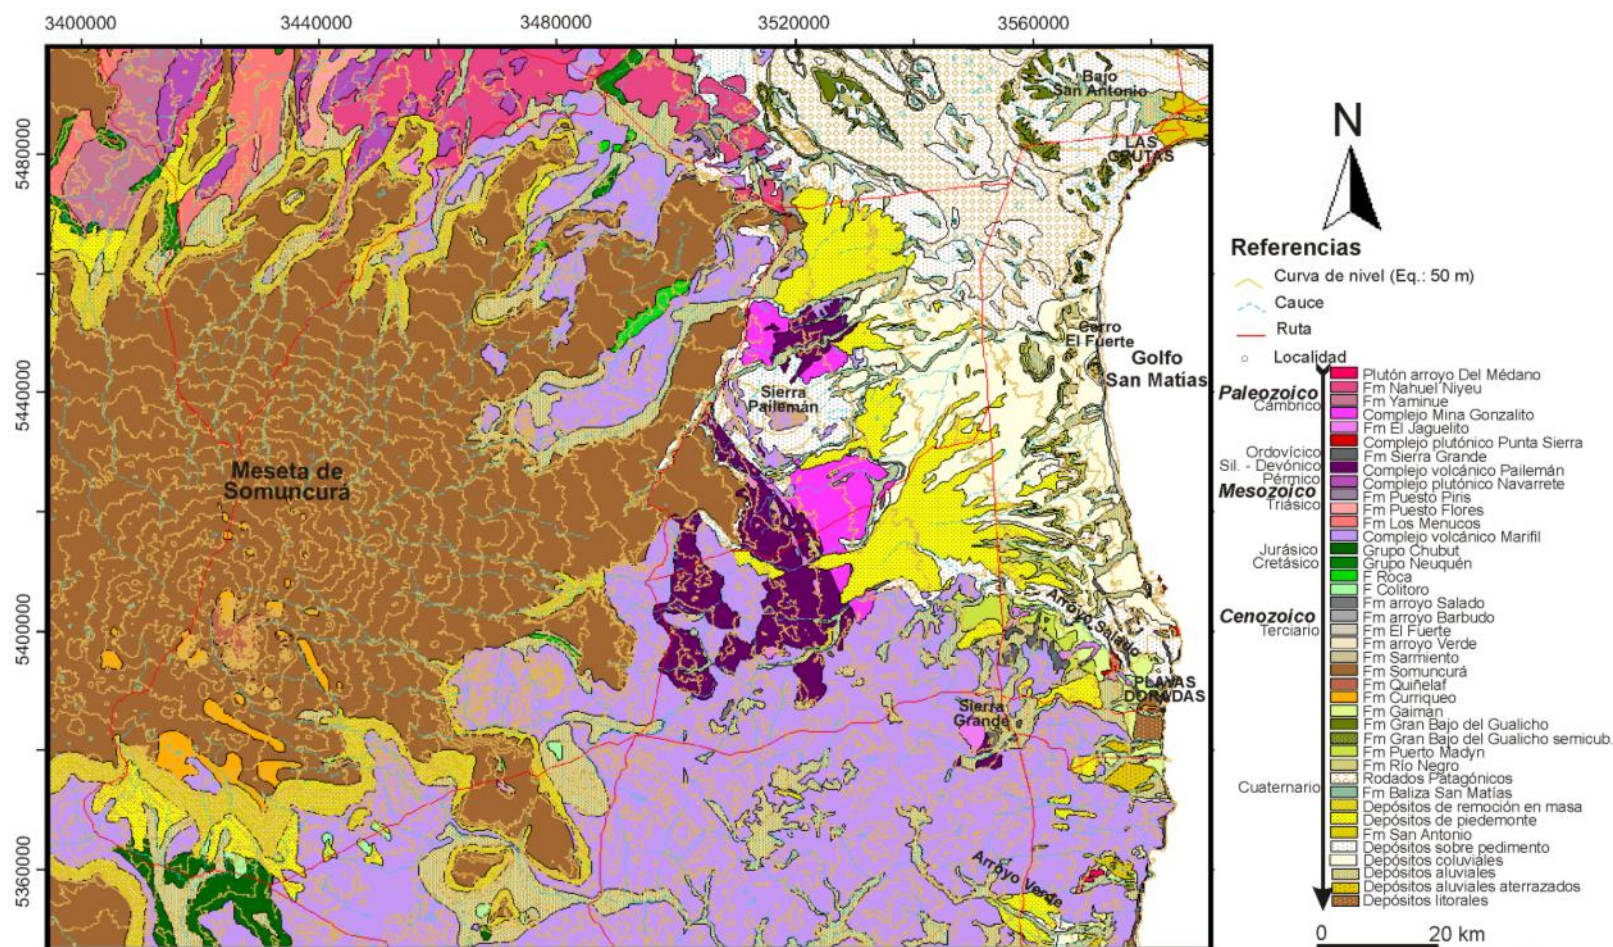 3400000
3440000
3480000
3520000
3560000
5480000
5440000
5400000
5360000
Bajo
San Antonio
LAS
GRUTAS
Cerro
El Fuerte
Golfo
San Matías
Sierra
Pailemán
Meseta de
Somuncurá
Arroyo Salado
PLAYAS
DORADAS
Sierra
Grande
Arroyo Verde
N
Referencias
Curva de nivel (Eq.: 50 m)
Cauce
Ruta
Localidad
Paleozoico
Cámbrico
Ordovícico
Sil. - Devónico
Pérmico
Mesozoico
Triásico
Jurásico
Cretásico
Cenozoico
Terciario
Cuaternario
Plutón arroyo Del Médano
Fm Nahuel Niyeu
Fm Yaminue
Complejo Mina Gonzalito
Fm El Jaguelito
Complejo plutónico Punta Sierra
Fm Sierra Grande
Complejo volcánico Pailemán
Complejo plutónico Navarrete
Fm Puesto Piris
Fm Puesto Flores
Fm Los Menucos
Complejo volcánico Marifil
Grupo Chubut
Grupo Neuquén
F Roca
F Colitoro
Fm arroyo Salado
Fm arroyo Barbudo
Fm El Fuerte
Fm arroyo Verde
Fm Sarmiento
Fm Somuncurá
Fm Quiñelaf
Fm Curriqueo
Fm Gaiman
Fm Gran Bajo del Gualicho
Fm Gran Bajo del Gualicho semicub.
Fm Puerto Madyn
Fm Río Negro
Rodados Patagónicos
Fm Baliza San Matías
Depósitos de remoción en masa
Depósitos de piedemonte
Fm San Antonio
Depósitos sobre pedimento
Depósitos coluviales
Depósitos aluviales
Depósitos aluviales aterrazados
Depósitos litorales
0 20 km